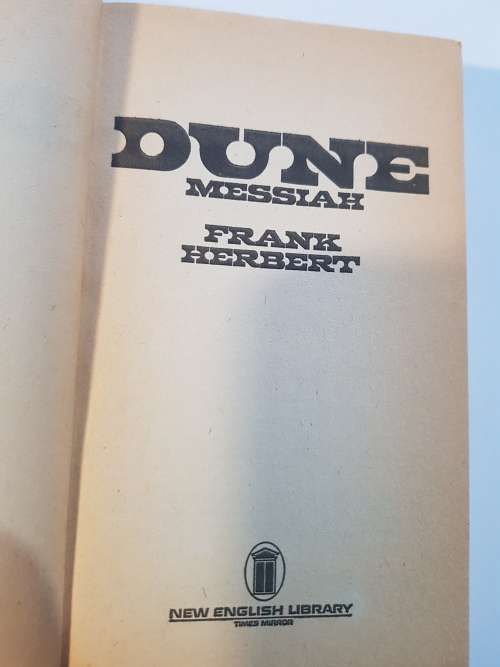 DUNE
MESSIAH
FRANK
HERBERT
NEW ENGLISH LIBRARY
TIMES MIRROR